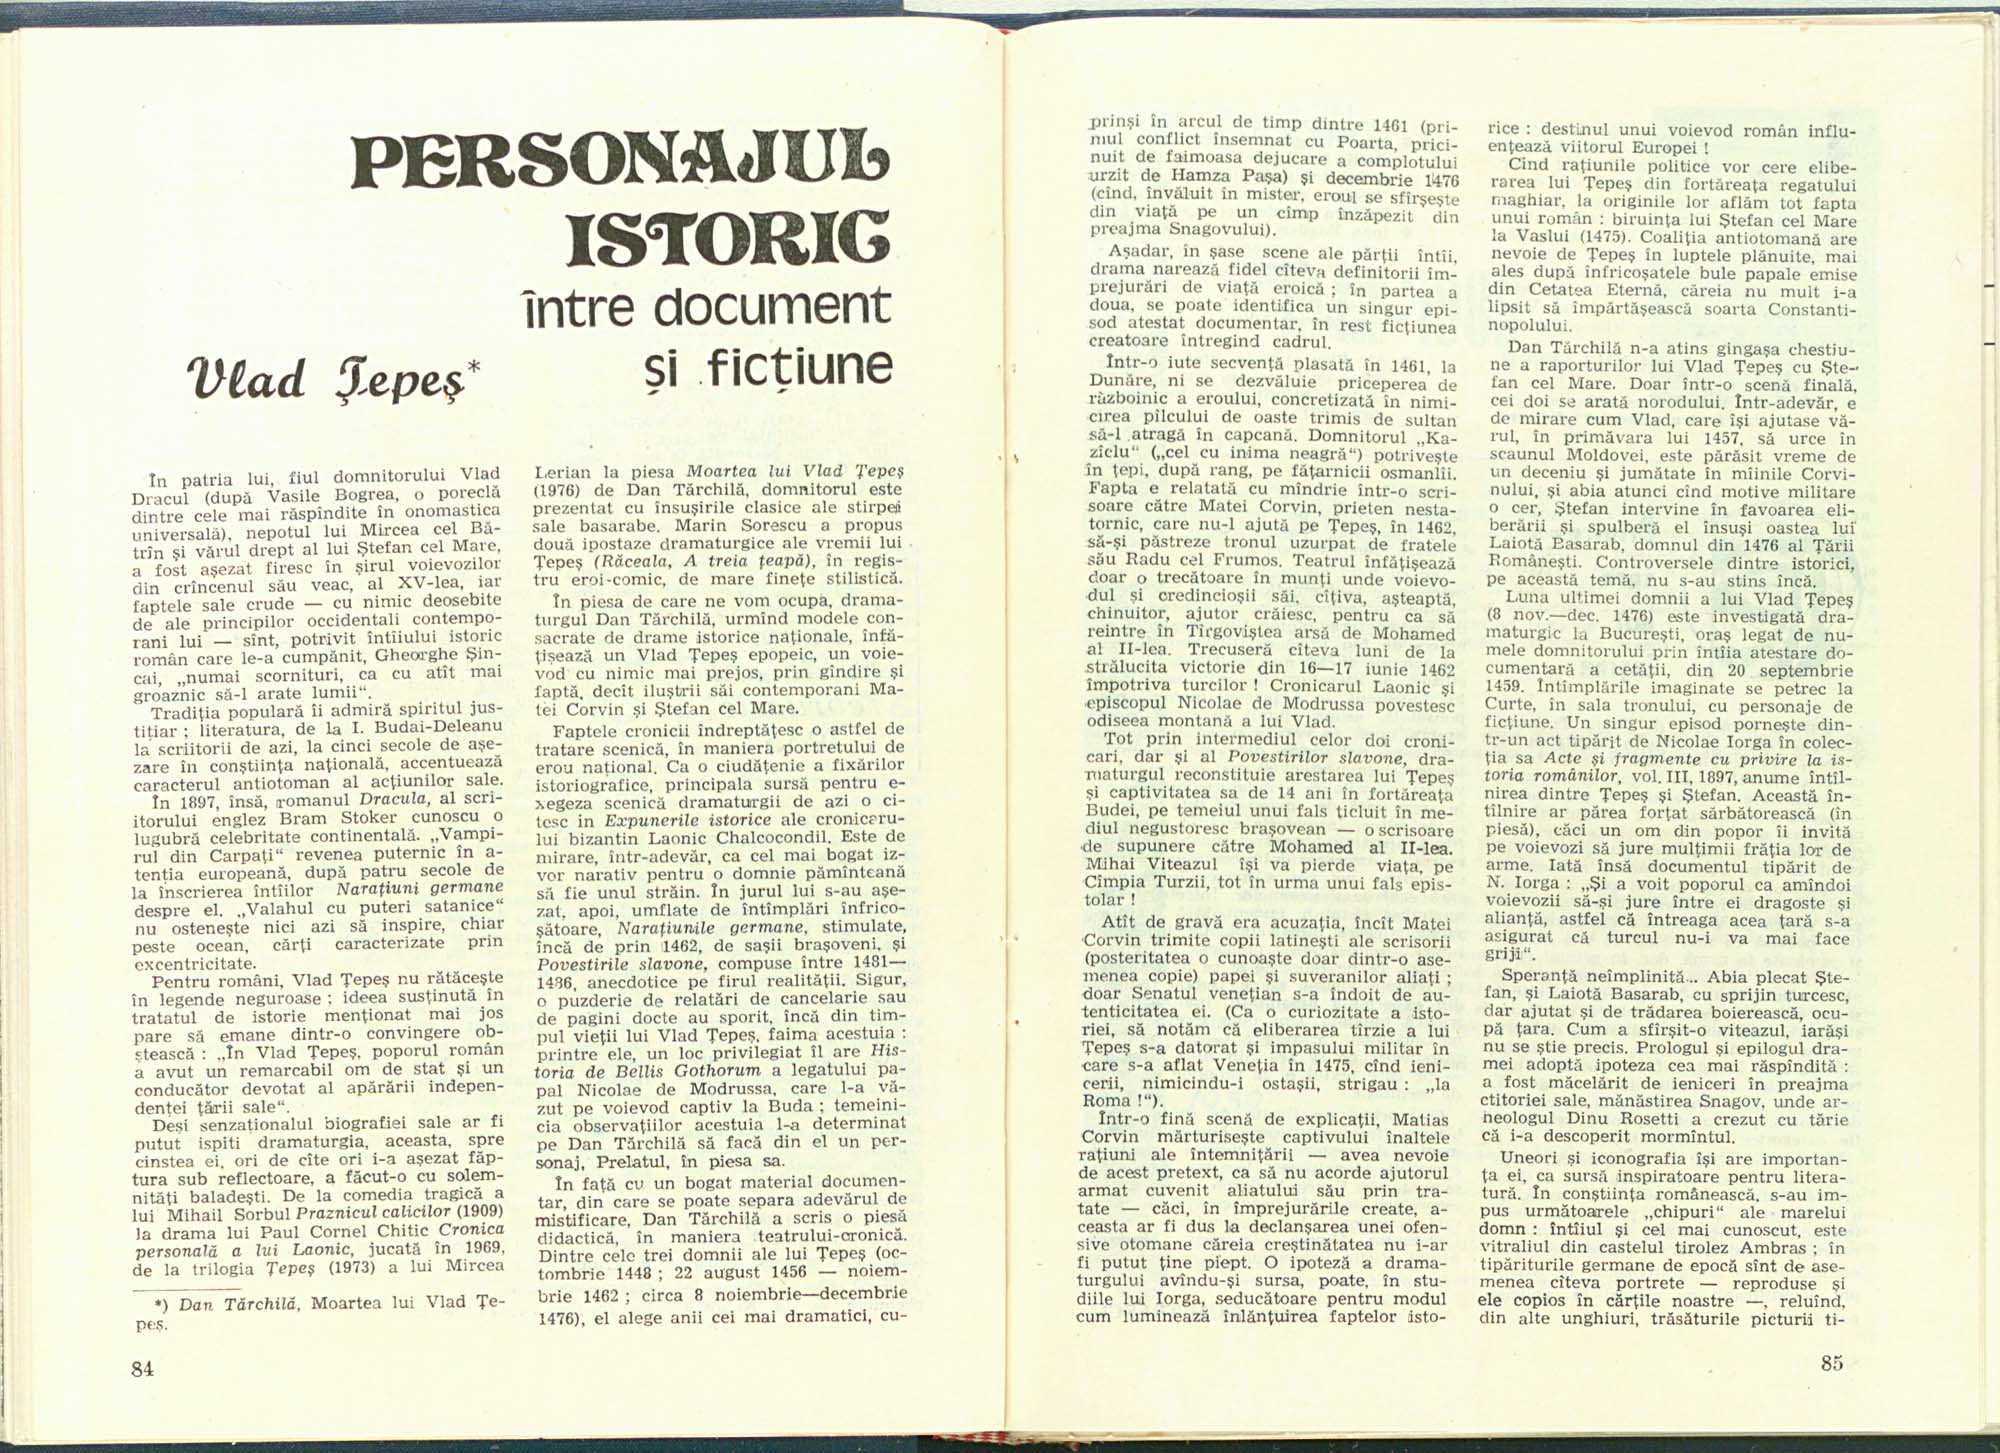 PERSONAJUL
ISTORIC
între document
și ficțiune
Vlad Țepeș*
În patria lui, fiul domnitorului Vlad
Dracul (după Vasile Bogrea, o poreclă
dintre cele mai răspîndite în onomastica
universală), nepotul lui Mircea cel Bă-
trîn și vărul drept al lui Ștefan cel Mare,
a fost așezat firesc în șirul voievozilor
din crîncenul său veac, al XV-lea, iar
faptele sale crude — cu nimic deosebite
de ale principilor occidentali contempo-
rani lui — sînt, potrivit întîiului istoric
român care le-a cumpănit, Gheorghe Șin-
cai, „numai scornituri, ca cu atît mai
groaznic să-l arate lumii“.
Tradiția populară îi admiră spiritul jus-
tițiar ; literatura, de la I. Budai-Deleanu
la scriitorii de azi, la cinci secole de așe-
zare în conștiința națională, accentuează
caracterul antiotoman al acțiunilor sale.
În 1897, însă, romanul Dracula, al scri-
itorului englez Bram Stoker cunoscu o
lugubră celebritate continentală. „Vampi-
rul din Carpați“ revenea puternic în a-
tenția europeană, după patru secole de
la înscrierea întîilor Narațiuni germane
despre el. „Valahul cu puteri satanice“
nu ostenește nici azi să inspire, chiar
peste ocean, cărți caracterizate prin
excentricitate.
Pentru români, Vlad Țepeș nu rătăcește
în legende neguroase ; ideea susținută în
tratatul de istorie menționat mai jos
pare să emane dintr-o convingere ob-
ștească : „În Vlad Țepeș, poporul român
a avut un remarcabil om de stat și un
conducător devotat al apărării indepen-
denței țării sale“.
Deși senzaționalul biografiei sale ar fi
putut ispiti dramaturgia, aceasta, spre
cinstea ei, ori de cîte ori i-a așezat făp-
tura sub reflectoare, a făcut-o cu solem-
nități baladești. De la comedia tragică a
lui Mihail Sorbul Praznicul calicilor (1909)
la drama lui Paul Cornel Chitic Cronica
personală a lui Laonic, jucată în 1969,
de la trilogia Țepeș (1973) a lui Mircea
*) Dan Tărchilă, Moartea lui Vlad Țe-
peș.
84
Lerian la piesa Moartea lui Vlad Țepeș
(1976) de Dan Tărchilă, domnitorul este
prezentat cu însușirile clasice ale stirpei
sale basarabe. Marin Sorescu a propus
două ipostaze dramaturgice ale vremii lui
Țepeș (Răceala, A treia țeapă), în regis-
tru eroi-comic, de mare finețe stilistică.
În piesa de care ne vom ocupa, drama-
turgul Dan Tărchilă, urmînd modele con-
sacrate de drame istorice naționale, înfă-
țișează un Vlad Țepeș epopeic, un voie-
vod cu nimic mai prejos, prin gîndire și
faptă, decît iluștrii săi contemporani Ma-
tei Corvin și Ștefan cel Mare.
Faptele cronicii îndreptățesc o astfel de
tratare scenică, în maniera portretului de
erou național. Ca o ciudățenie a fixărilor
istoriografice, principala sursă pentru e-
xegeza scenică dramaturgii de azi o ci-
tesc în Expunerile istorice ale cronicaru-
lui bizantin Laonic Chalcocondil. Este de
mirare, într-adevăr, ca cel mai bogat iz-
vor narativ pentru o domnie pămînteană
să fie unul străin. În jurul lui s-au așe-
zat, apoi, umflate de întîmplări înfrico-
șătoare, Narațiunile germane, stimulate,
încă de prin 1462, de sașii brașoveni, și
Povestirile slavone, compuse între 1481—
1486, anecdotice pe firul realității. Sigur,
o puzderie de relatări de cancelarie sau
de pagini docte au sporit, încă din tim-
pul vieții lui Vlad Țepeș, faima acestuia :
printre ele, un loc privilegiat îl are His-
toria de Bellis Gothorum a legatului pa-
pal Nicolae de Modrussa, care l-a vă-
zut pe voievod captiv la Buda ; temeini-
cia observațiilor acestuia l-a determinat
pe Dan Tărchilă să facă din el un per-
sonaj, Prelatul, în piesa sa.
În față cu un bogat material documen-
tar, din care se poate separa adevărul de
mistificare, Dan Tărchilă a scris o piesă
didactică, în maniera teatrului-cronică.
Dintre cele trei domnii ale lui Țepeș (oc-
tombrie 1448 ; 22 august 1456 — noiem-
brie 1462 ; circa 8 noiembrie—decembrie
1476), el alege anii cei mai dramatici, cu-
prinși în arcul de timp dintre 1461 (pri-
mul conflict însemnat cu Poarta, prici-
nuit de faimoasa dejucare a complotului
urzit de Hamza Pașa) și decembrie 1476
(cînd, învăluit în mister, eroul se sfîrșește
din viață pe un cîmp înzăpezit din
preajma Snagovului).
Așadar, în șase scene ale părții întîi,
drama narează fidel cîteva definitorii îm-
prejurări de viață eroică ; în partea a
doua, se poate identifica un singur epi-
sod atestat documentar, în rest ficțiunea
creatoare întregind cadrul.
Într-o iute secvență plasată în 1461, la
Dunăre, ni se dezvăluie priceperea de
războinic a eroului, concretizată în nimi-
cirea pîlcului de oaste trimis de sultan
să-l atragă în capcană. Domnitorul „Ka-
zîclu“ („cel cu inima neagră“) potrivește
în țepi, după rang, pe fățarnicii osmanlîi.
Fapta e relatată cu mîndrie într-o scri-
soare către Matei Corvin, prieten nesta-
tornic, care nu-l ajută pe Țepeș, în 1462,
să-și păstreze tronul uzurpat de fratele
său Radu cel Frumos. Teatrul înfățișează
doar o trecătoare în munți unde voievo-
dul și credincioșii săi, cîțiva, așteaptă,
chinuitor, ajutor crăiesc, pentru ca să
reintre în Tîrgoviștea arsă de Mohamed
al II-lea. Trecuseră cîteva luni de la
strălucita victorie din 16—17 iunie 1462
împotriva turcilor ! Cronicarul Laonic și
episcopul Nicolae de Modrussa povestesc
odiseea montană a lui Vlad.
Tot prin intermediul celor doi croni-
cari, dar și al Povestirilor slavone, dra-
maturgul reconstituie arestarea lui Țepeș
și captivitatea sa de 14 ani în fortăreața
Budei, pe temeiul unui fals ticluit în me-
diul negustoresc brașovean — o scrisoare
de supunere către Mohamed al II-lea.
Mihai Viteazul își va pierde viața, pe
Cîmpia Turzii, tot în urma unui fals epis-
tolar !
Atît de gravă era acuzația, încît Matei
Corvin trimite copii latinești ale scrisorii
(posteritatea o cunoaște doar dintr-o ase-
menea copie) papei și suveranilor aliați ;
doar Senatul venețian s-a îndoit de au-
tenticitatea ei. (Ca o curiozitate a isto-
riei, să notăm că eliberarea tîrzie a lui
Țepeș s-a datorat și impasului militar în
care s-a aflat Veneția în 1475, cînd ieni-
cerii, nimicindu-i ostașii, strigau : „la
Roma !“).
Într-o fină scenă de explicații, Matias
Corvin mărturisește captivului înaltele
rațiuni ale întemnițării — avea nevoie
de acest pretext, ca să nu acorde ajutorul
armat cuvenit aliatului său prin tra-
tate — căci, în împrejurările create, a-
ceasta ar fi dus la declanșarea unei ofen-
sive otomane căreia creștinătatea nu i-ar
fi putut ține piept. O ipoteză a drama-
turgului avîndu-și sursa, poate, în stu-
diile lui Iorga, seducătoare pentru modul
cum luminează înlănțuirea faptelor isto-
rice : destinul unui voievod român influ-
ențează viitorul Europei !
Cînd rațiunile politice vor cere elibe-
rarea lui Țepeș din fortăreața regatului
maghiar, la originile lor aflăm tot fapta
unui român : biruința lui Ștefan cel Mare
la Vaslui (1475). Coaliția antiotomană are
nevoie de Țepeș în luptele plănuite, mai
ales după înfricoșatele bule papale emise
din Cetatea Eternă, căreia nu mult i-a
lipsit să împărtășească soarta Constanti-
nopolului.
Dan Tărchilă n-a atins gingașa chestiu-
ne a raporturilor lui Vlad Țepeș cu Ște-
fan cel Mare. Doar într-o scenă finală,
cei doi se arată norodului. Într-adevăr, e
de mirare cum Vlad, care își ajutase vă-
rul, în primăvara lui 1457, să urce în
scaunul Moldovei, este părăsit vreme de
un deceniu și jumătate în mîinile Corvi-
nului, și abia atunci cînd motive militare
o cer, Ștefan intervine în favoarea eli-
berării și spulberă el însuși oastea lui
Laiotă Basarab, domnul din 1476 al Țării
Românești. Controversele dintre istorici,
pe această temă, nu s-au stins încă.
Luna ultimei domnii a lui Vlad Țepeș
(8 nov.—dec. 1476) este investigată dra-
maturgic la București, oraș legat de nu-
mele domnitorului prin întîia atestare do-
cumentară a cetății, din 20 septembrie
1459. Întîmplările imaginate se petrec la
Curte, în sala tronului, cu personaje de
ficțiune. Un singur episod pornește din-
tr-un act tipărit de Nicolae Iorga în colec-
ția sa Acte și fragmente cu privire la is-
toria românilor, vol. III, 1897, anume întîl-
nirea dintre Țepeș și Ștefan. Această în-
tîlnire ar părea forțat sărbătorească (în
piesă), căci un om din popor îi invită
pe voievozi să jure mulțimii frăția lor de
arme. Iată însă documentul tipărit de
N. Iorga : „Și a voit poporul ca amîndoi
voievozii să-și jure între ei dragoste și
alianță, astfel că întreaga acea țară s-a
asigurat că turcul nu-i va mai face
griji“.
Speranță neîmplinită... Abia plecat Ște-
fan, și Laiotă Basarab, cu sprijin turcesc,
dar ajutat și de trădarea boierească, ocu-
pă țara. Cum a sfîrșit-o viteazul, iarăși
nu se știe precis. Prologul și epilogul dra-
mei adoptă ipoteza cea mai răspîndită :
a fost măcelărit de ieniceri în preajma
ctitoriei sale, mănăstirea Snagov, unde ar-
neologul Dinu Rosetti a crezut cu tărie
că i-a descoperit mormîntul.
Uneori și iconografia își are importan-
ța ei, ca sursă inspiratoare pentru litera-
tură. În conștiința românească, s-au im-
pus următoarele „chipuri“ ale marelui
domn : întîiul și cel mai cunoscut, este
vitraliul din castelul tirolez Ambras ; în
tipăriturile germane de epocă sînt de ase-
menea cîteva portrete — reproduse și
ele copios în cărțile noastre —, reluînd,
din alte unghiuri, trăsăturile picturii ti-
85